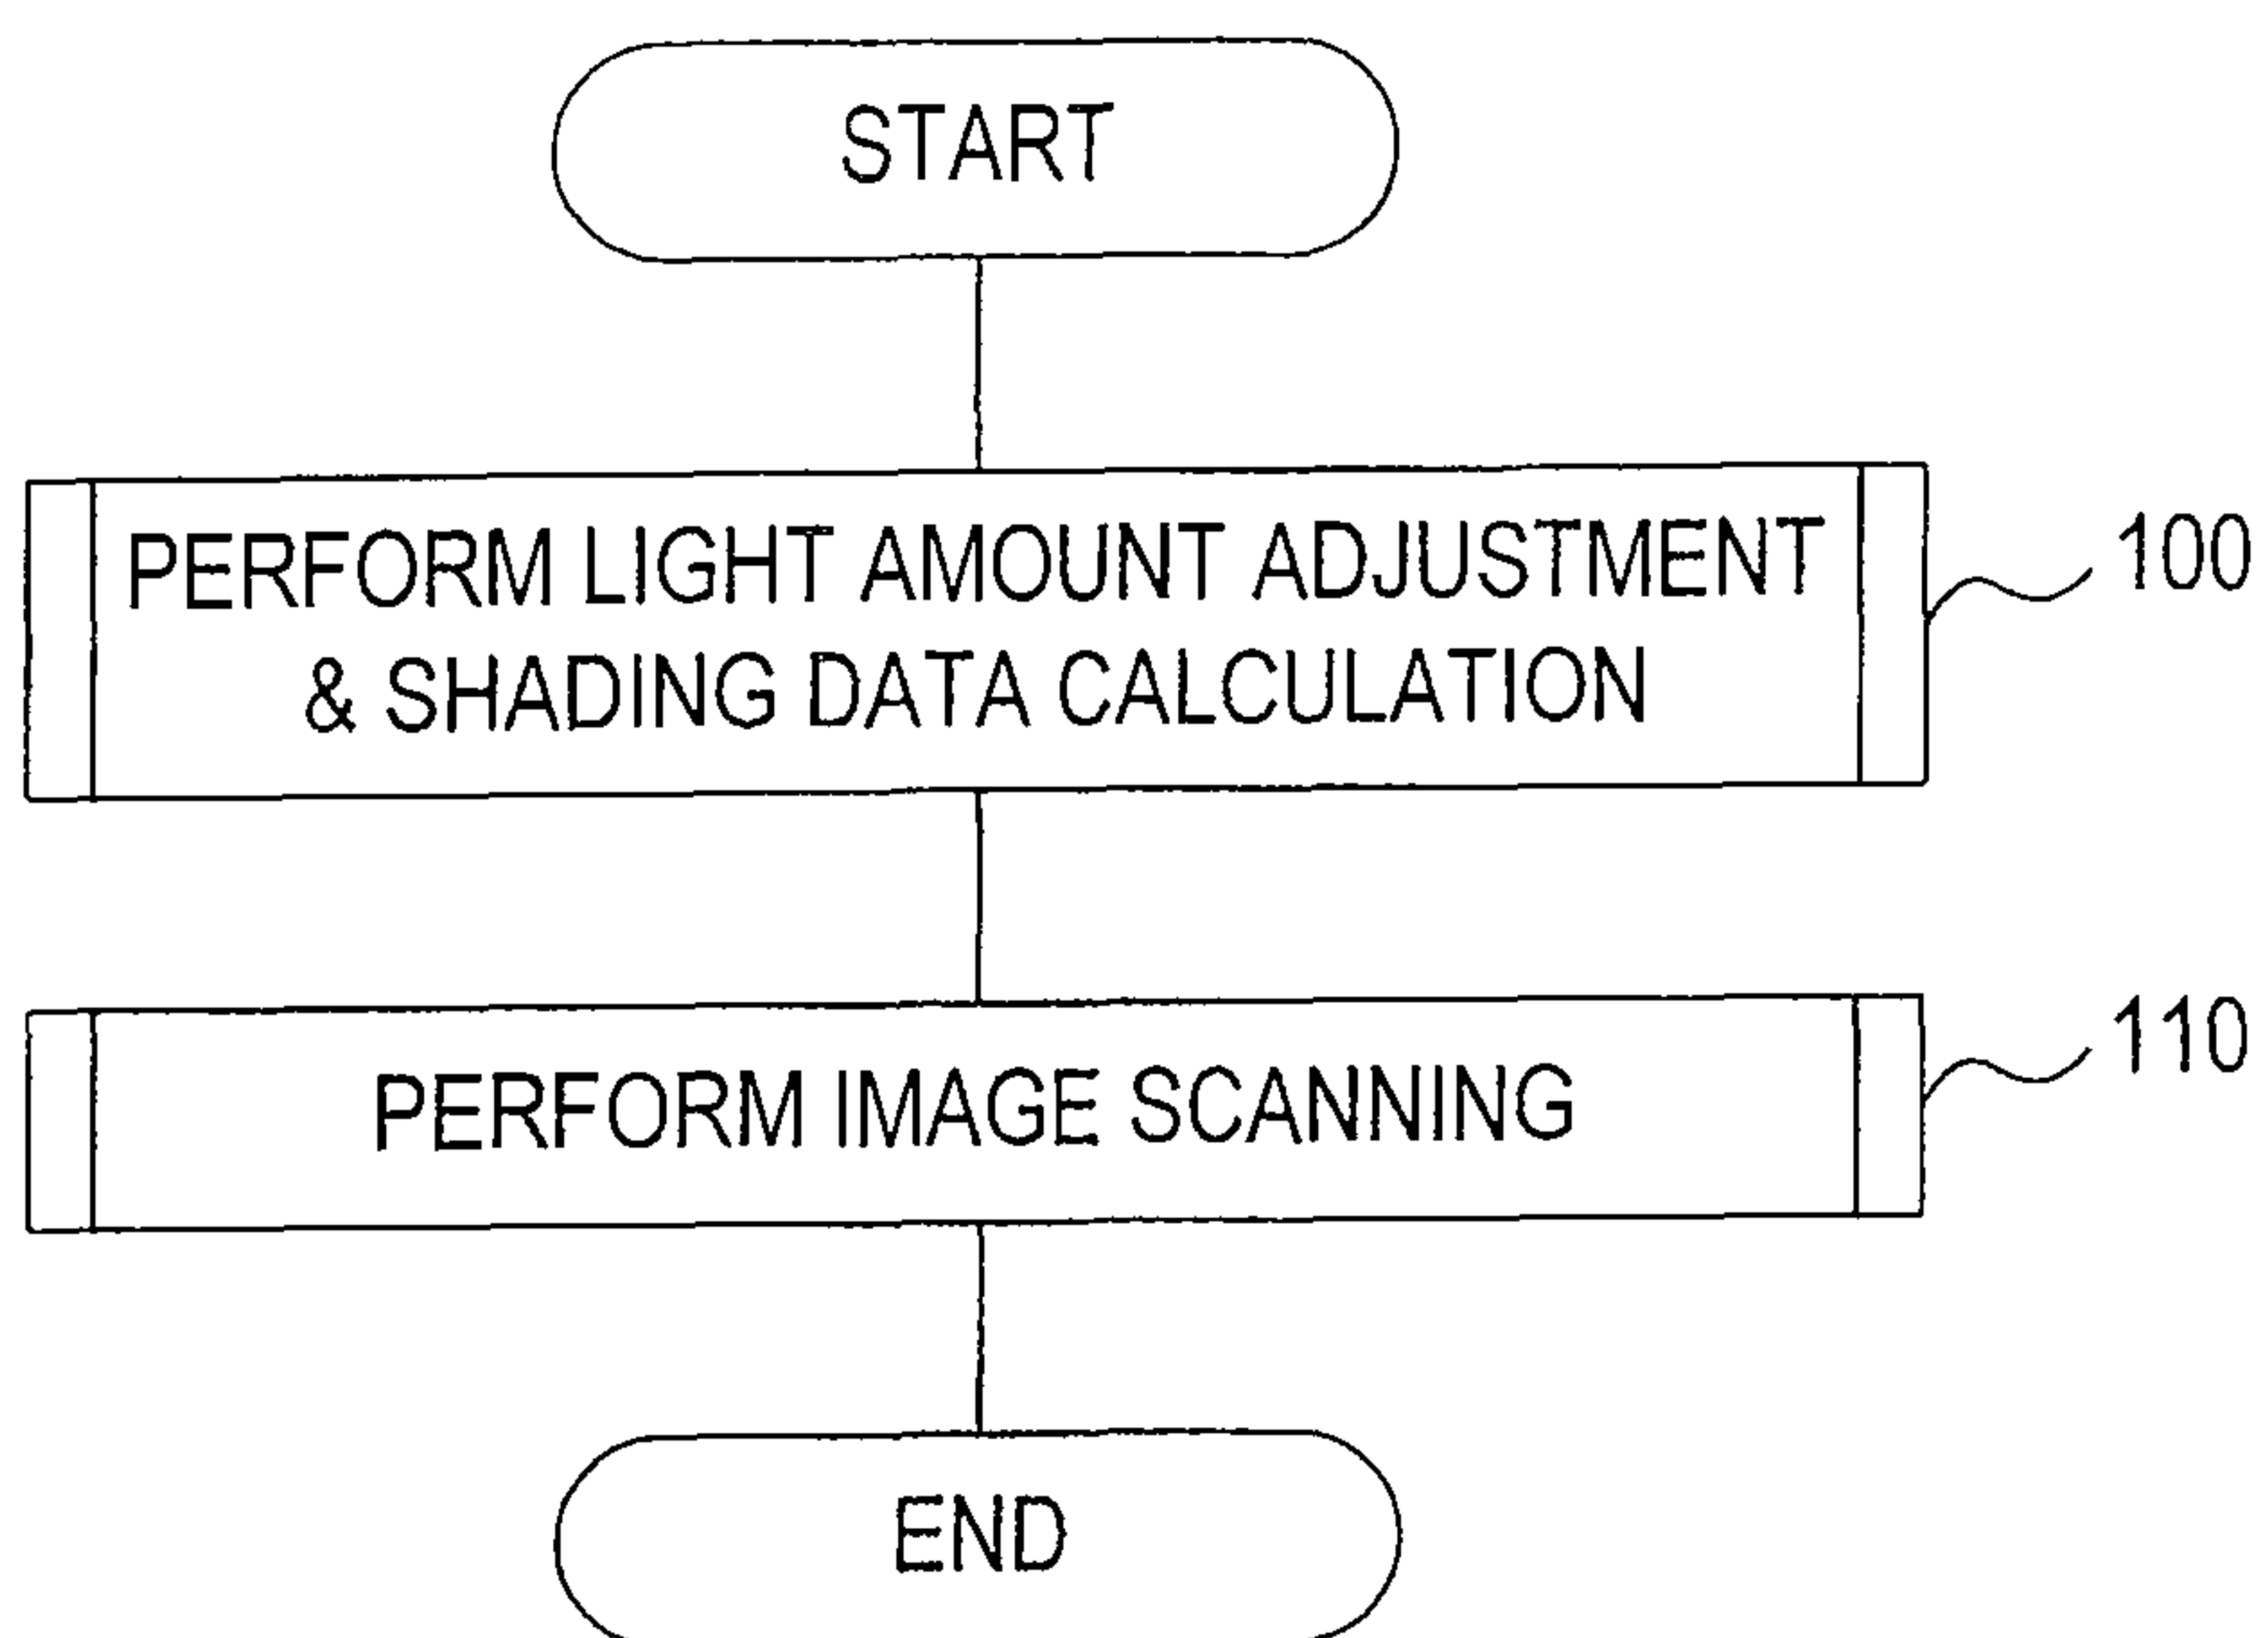 START
PERFORM LIGHT AMOUNT ADJUSTMENT
& SHADING DATA CALCULATION
100
PERFORM IMAGE SCANNING
110
END